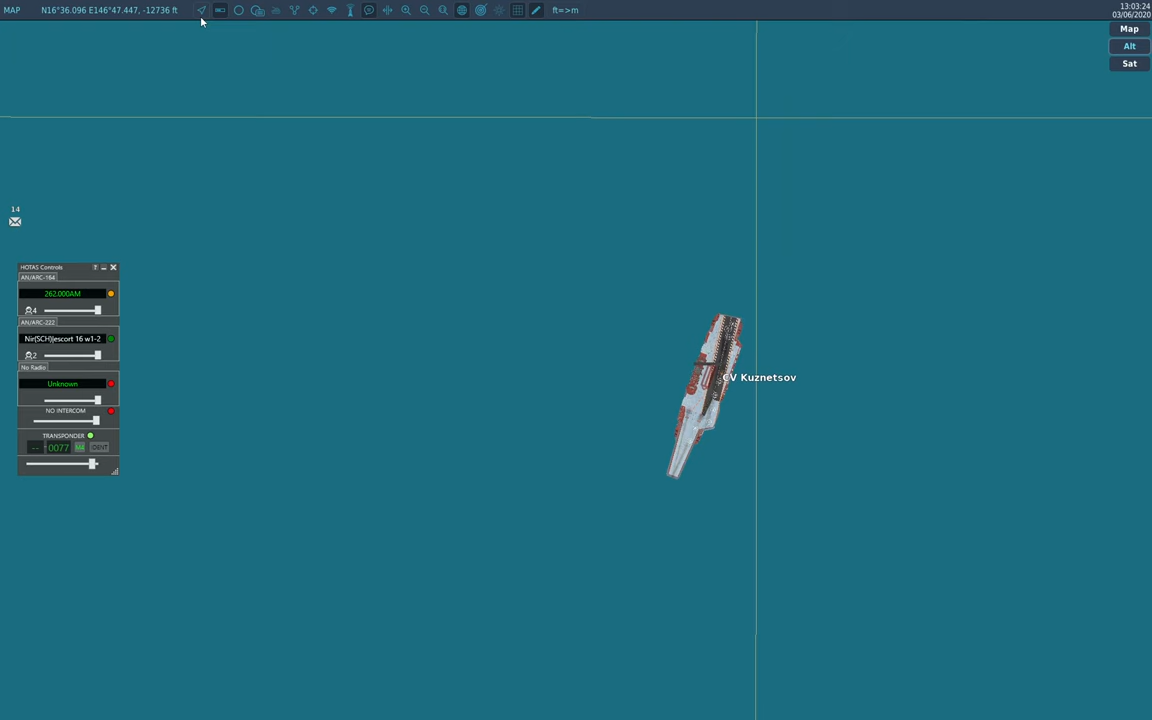 MAP N16°36.096 E146°47.447, -12736 ft ft=>m 13:03:24
03/06/2020
Map
Alt
Sat
14
HOTAS Controls ?
AN/ARC-164
262.000AM
4
AN/ARC-222
Nir(SCH)|escort 16 w1-2
2
No Radio
Unknown
NO INTERCOM
TRANSPONDER
-- 0077 M4
CV Kuznetsov